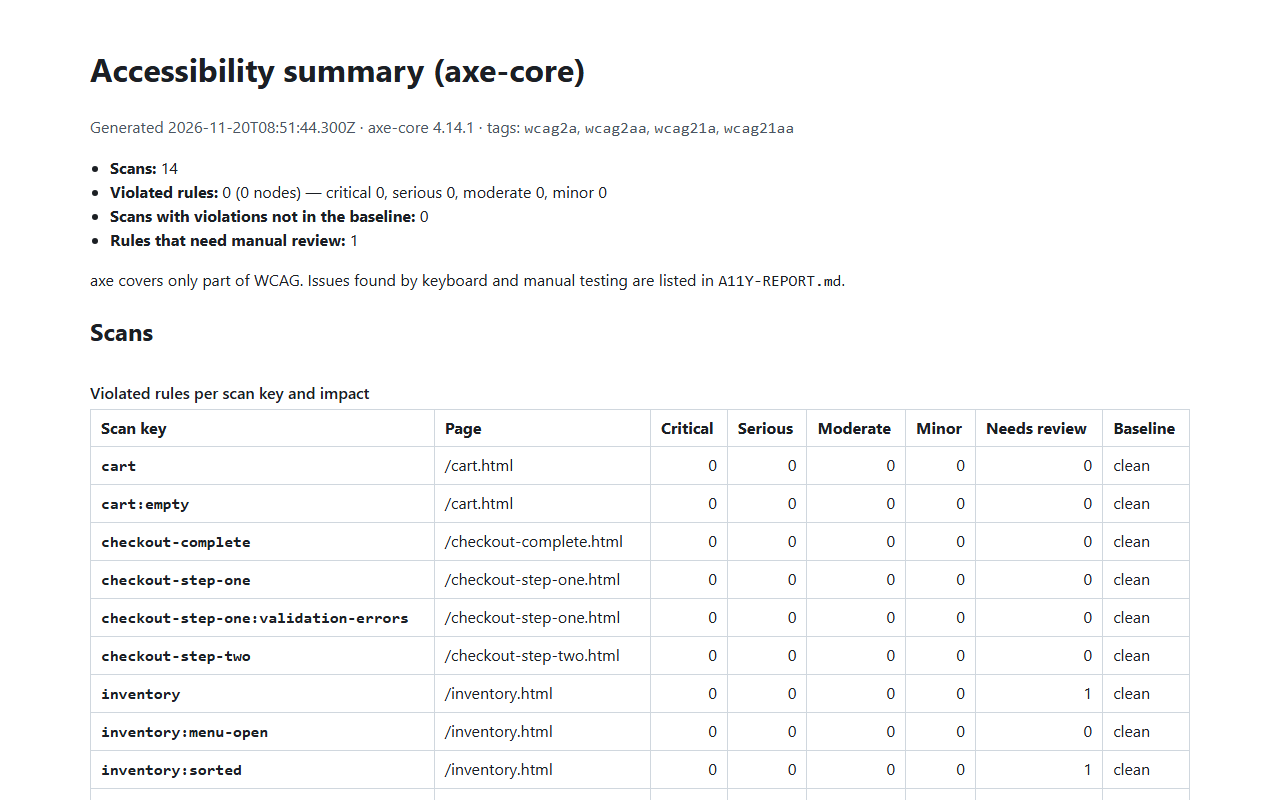 Accessibility summary (axe-core)
Generated 2026-11-20T08:51:44.300Z · axe-core 4.14.1 · tags: wcag2a, wcag2aa, wcag21a, wcag21aa
• Scans: 14
• Violated rules: 0 (0 nodes) — critical 0, serious 0, moderate 0, minor 0
• Scans with violations not in the baseline: 0
• Rules that need manual review: 1
axe covers only part of WCAG. Issues found by keyboard and manual testing are listed in A11Y-REPORT.md.
Scans
Violated rules per scan key and impact
Scan key Page Critical Serious Moderate Minor Needs review Baseline
cart /cart.html 0 0 0 0 0 clean
cart:empty /cart.html 0 0 0 0 0 clean
checkout-complete /checkout-complete.html 0 0 0 0 0 clean
checkout-step-one /checkout-step-one.html 0 0 0 0 0 clean
checkout-step-one:validation-errors /checkout-step-one.html 0 0 0 0 0 clean
checkout-step-two /checkout-step-two.html 0 0 0 0 0 clean
inventory /inventory.html 0 0 0 0 1 clean
inventory:menu-open /inventory.html 0 0 0 0 0 clean
inventory:sorted /inventory.html 0 0 0 0 1 clean